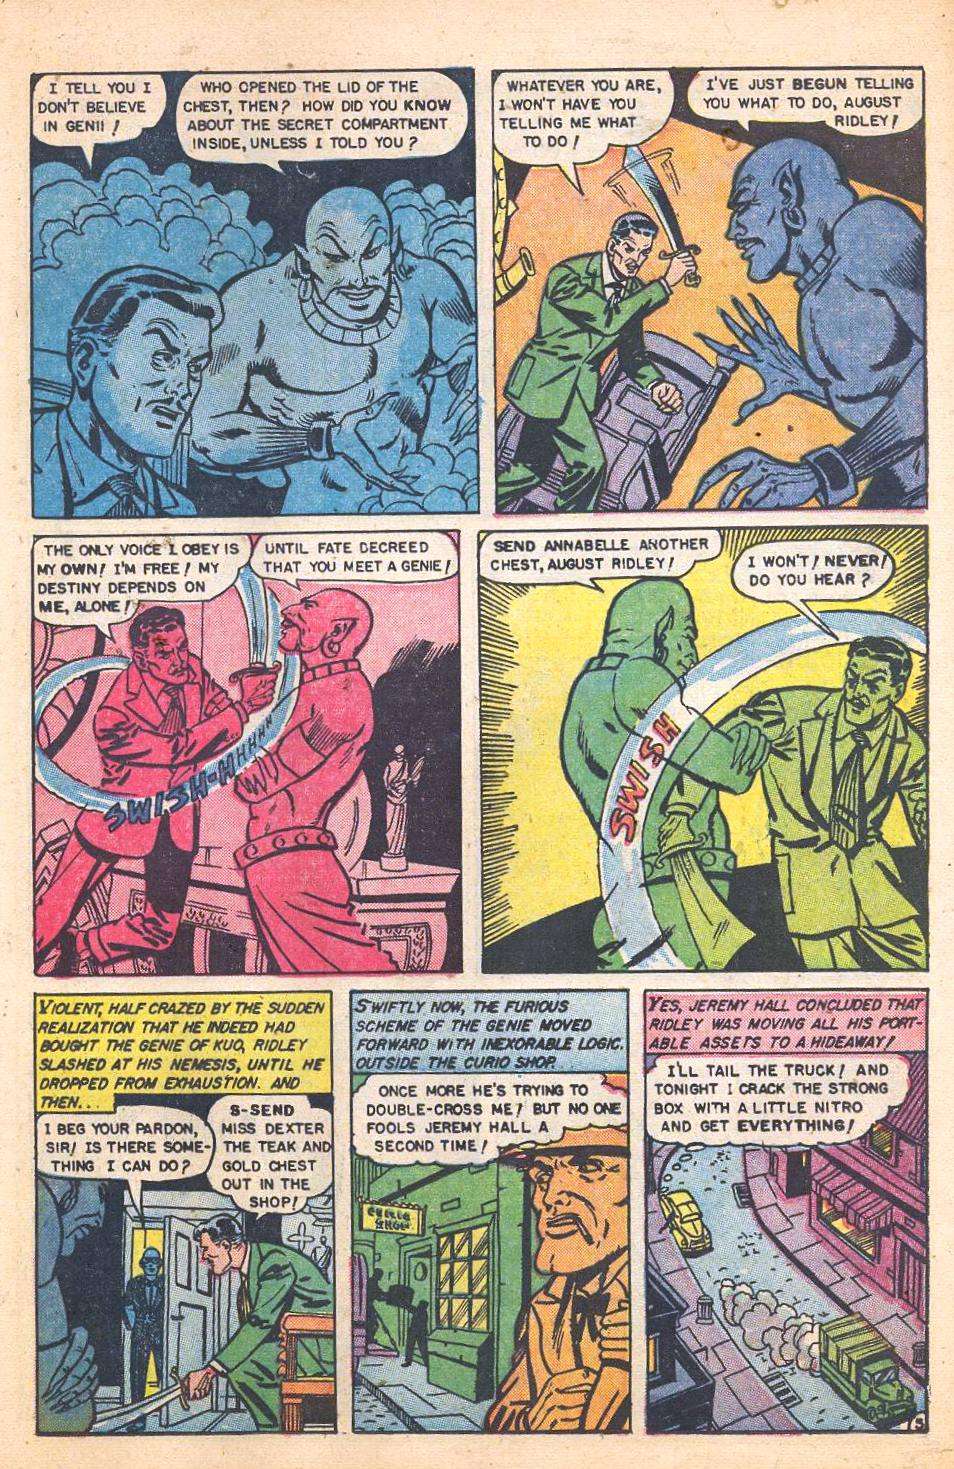 I TELL YOU I
DON'T BELIEVE
IN GENII!
WHO OPENED THE LID OF THE
CHEST, THEN? HOW DID YOU KNOW
ABOUT THE SECRET COMPARTMENT
INSIDE, UNLESS I TOLD YOU?
WHATEVER YOU ARE,
I WON'T HAVE YOU
TELLING ME WHAT
TO DO!
I'VE JUST BEGUN TELLING
YOU WHAT TO DO, AUGUST
RIDLEY!
THE ONLY VOICE I OBEY IS
MY OWN! I'M FREE! MY
DESTINY DEPENDS ON
ME, ALONE!
UNTIL FATE DECREED
THAT YOU MEET A GENIE!
SWISH-HHHHH
SEND ANNABELLE ANOTHER
CHEST, AUGUST RIDLEY!
I WON'T! NEVER!
DO YOU HEAR?
SWISH
VIOLENT, HALF CRAZED BY THE SUDDEN
REALIZATION THAT HE INDEED HAD
BOUGHT THE GENIE OF KUO, RIDLEY
SLASHED AT HIS NEMESIS, UNTIL HE
DROPPED FROM EXHAUSTION. AND
THEN...
I BEG YOUR PARDON,
SIR! IS THERE SOME-
THING I CAN DO?
S-SEND
MISS DEXTER
THE TEAK AND
GOLD CHEST
OUT IN THE
SHOP!
SWIFTLY NOW, THE FURIOUS
SCHEME OF THE GENIE MOVED
FORWARD WITH INEXORABLE LOGIC.
OUTSIDE THE CURIO SHOP.
ONCE MORE HE'S TRYING TO
DOUBLE-CROSS ME! BUT NO ONE
FOOLS JEREMY HALL A
SECOND TIME!
CURIO
SHOP
YES, JEREMY HALL CONCLUDED THAT
RIDLEY WAS MOVING ALL HIS PORT-
ABLE ASSETS TO A HIDEAWAY!
I'LL TAIL THE TRUCK! AND
TONIGHT I CRACK THE STRONG
BOX WITH A LITTLE NITRO
AND GET EVERYTHING!
5